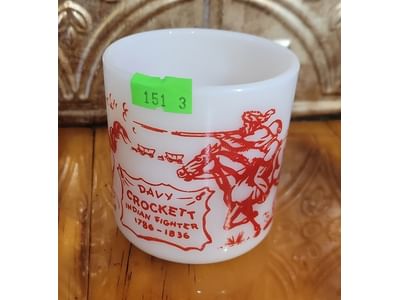 151 3
DAVY
CROCKETT
INDIAN FIGHTER
1786-1836